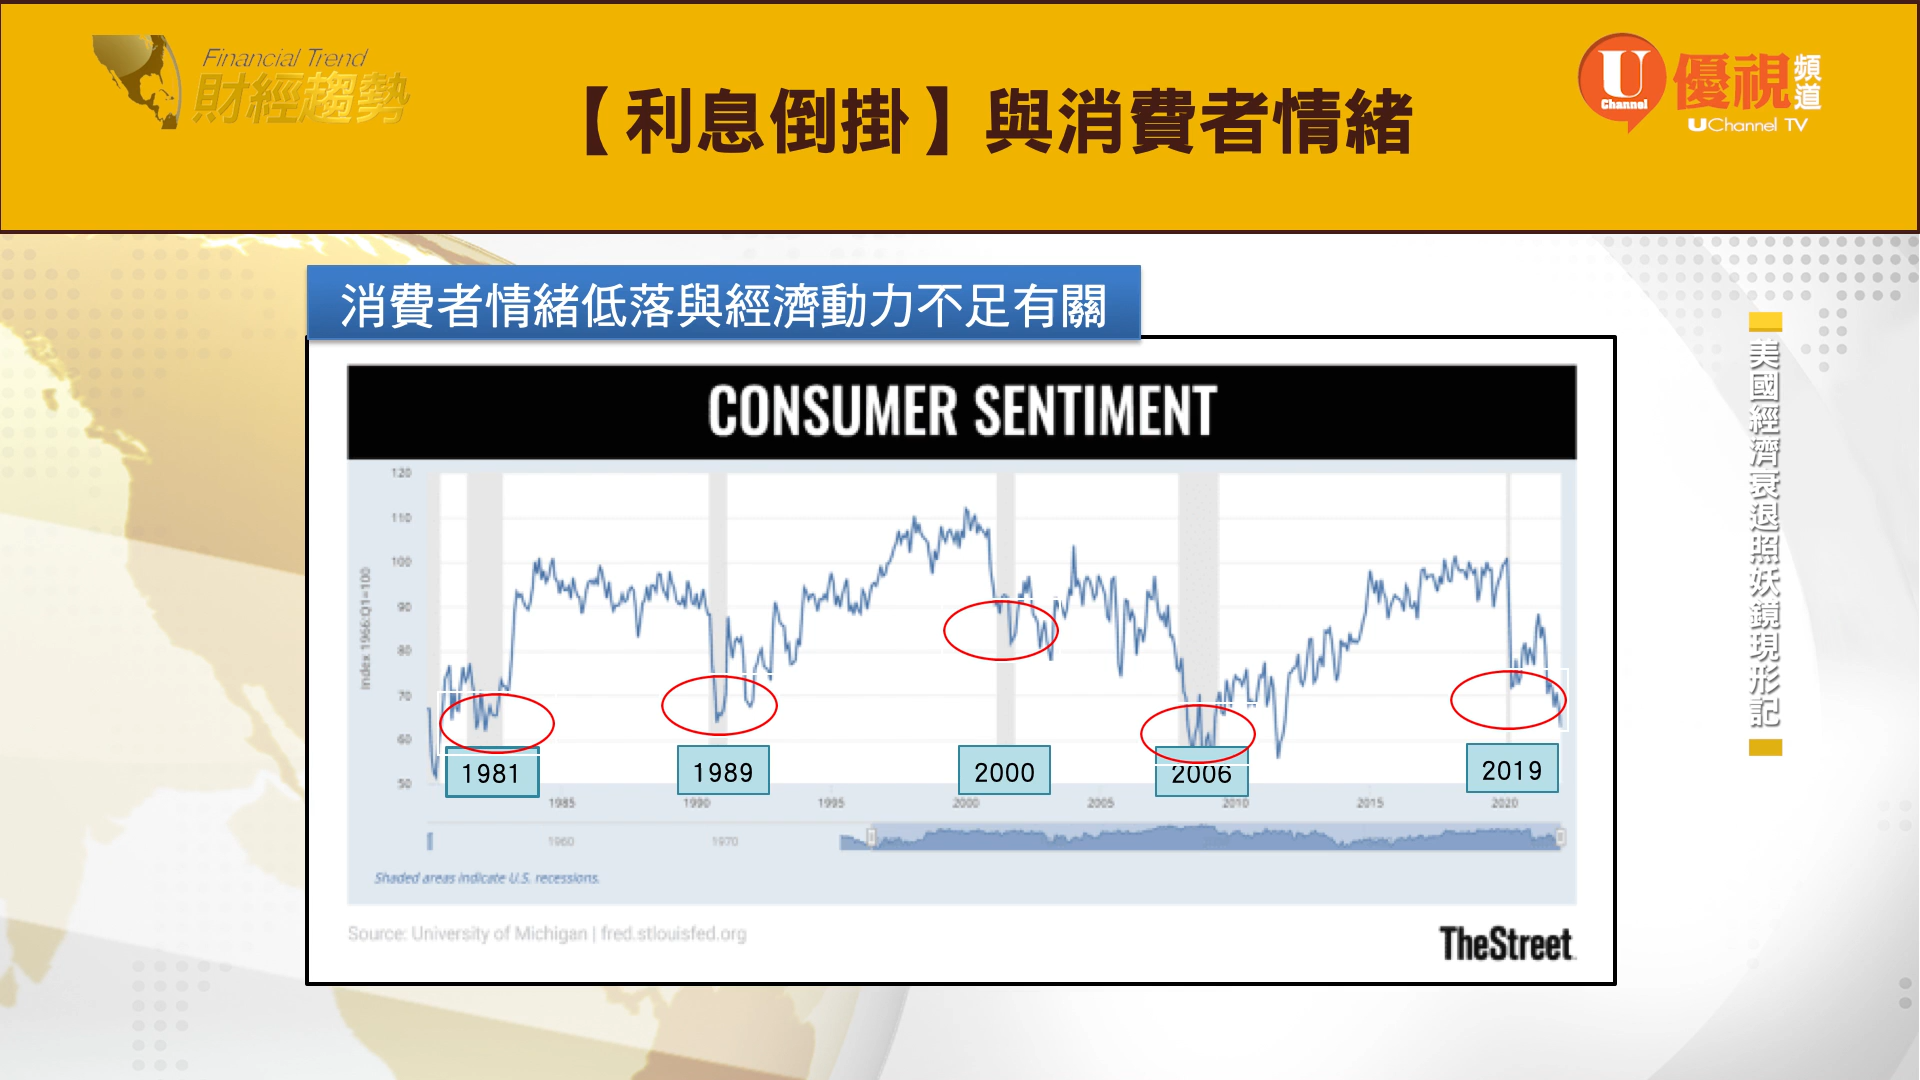 Financial Trend
財經趨勢
【利息倒掛】與消費者情緒
U
Channel
優視
頻道
UChannel TV
消費者情緒低落與經濟動力不足有關
CONSUMER SENTIMENT
120
110
100
90
80
70
60
50
Index 1966:Q1=100
1981
1989
2000
2006
2019
1985
1990
1995
2000
2005
2010
2015
2020
1960
1970
Shaded areas indicate U.S. recessions.
Source: University of Michigan | fred.stlouisfed.org
TheStreet
美國經濟衰退照妖鏡現形記